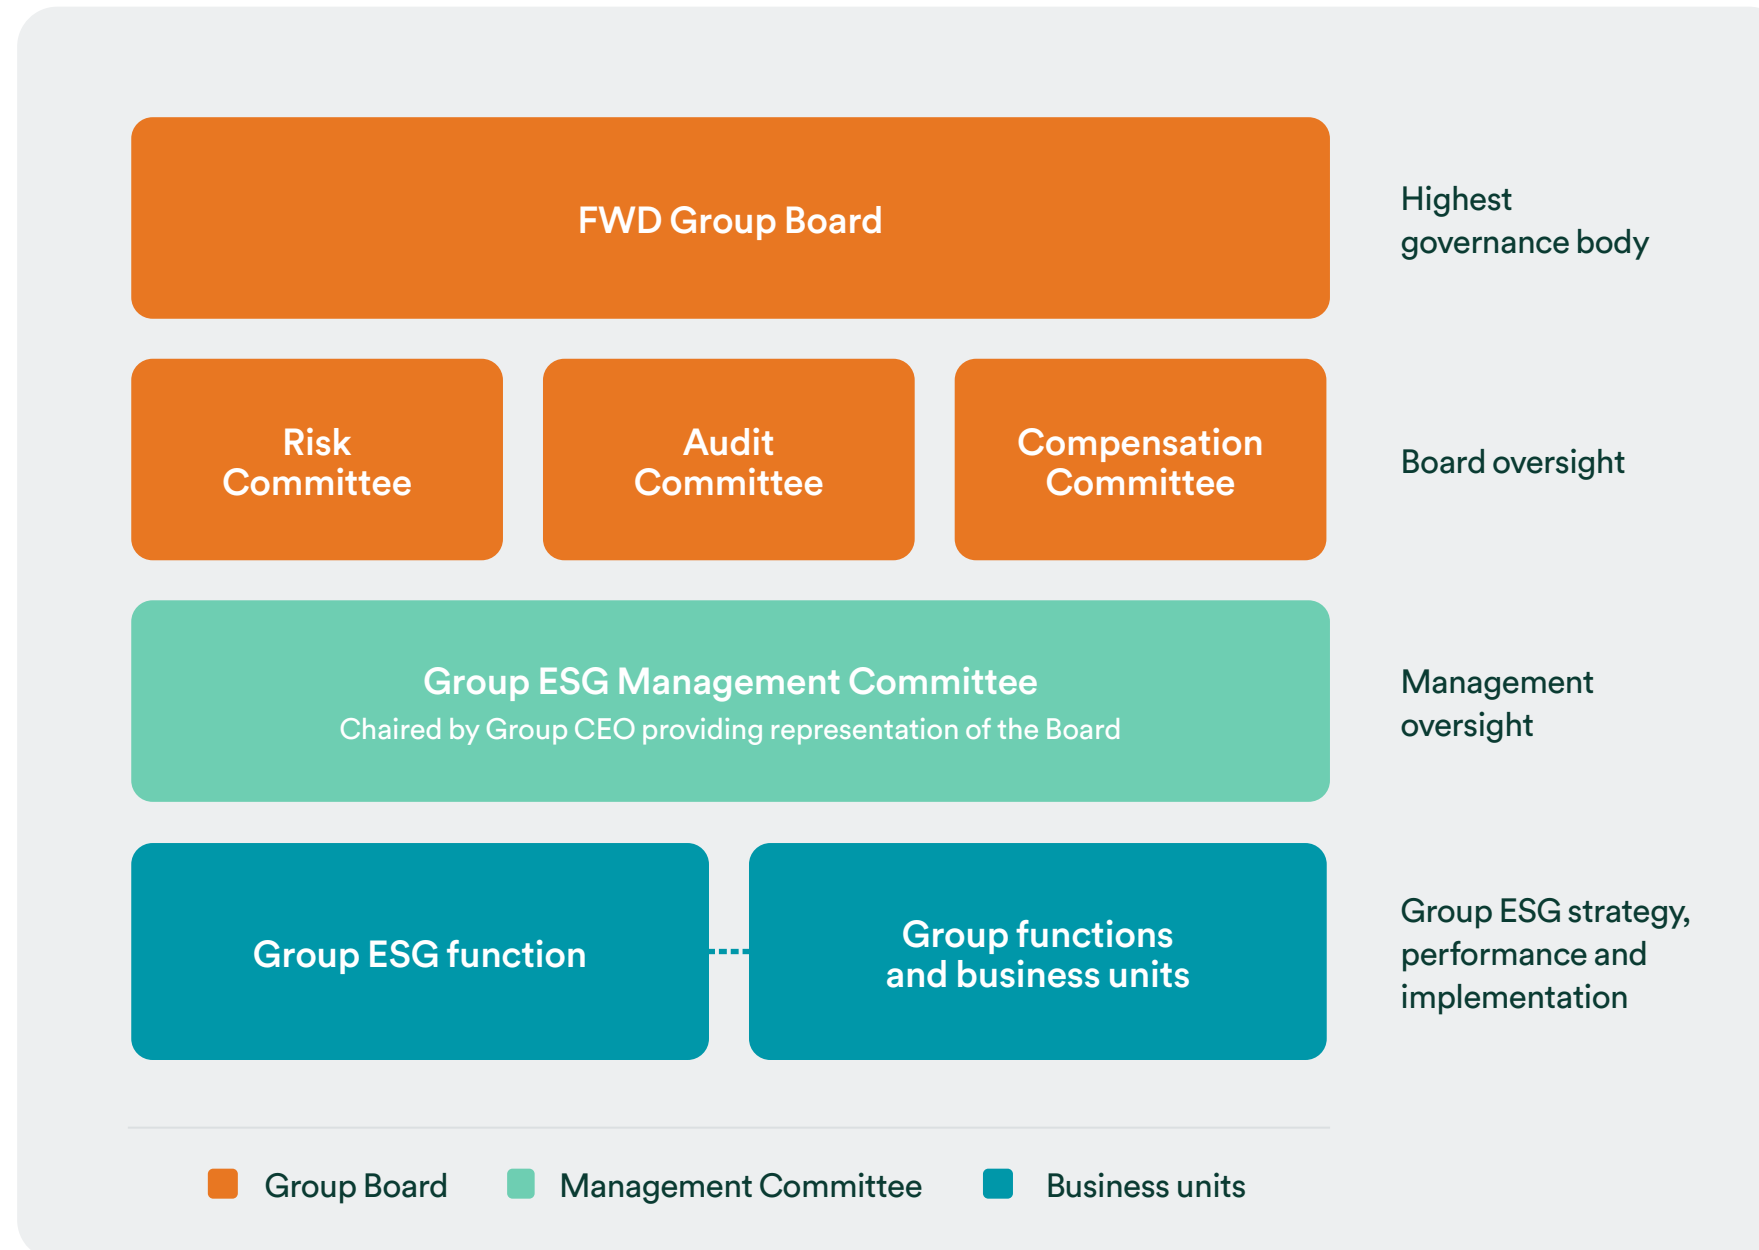 FWD Group Board
Highest
governance body
Risk
Committee
Audit
Committee
Compensation
Committee
Board oversight
Group ESG Management Committee
Chaired by Group CEO providing representation of the Board
Management
oversight
Group ESG function
Group functions
and business units
Group ESG strategy,
performance and
implementation
Group Board
Management Committee
Business units